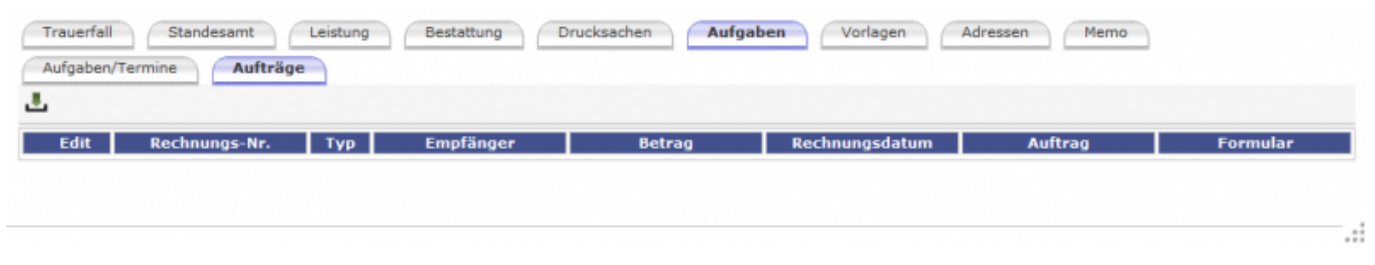 Trauerfall Standesamt Leistung Bestattung Drucksachen Aufgaben Vorlagen Adressen Memo
Aufgaben/Termine Aufträge
Edit Rechnungs-Nr. Typ Empfänger Betrag Rechnungsdatum Auftrag Formular